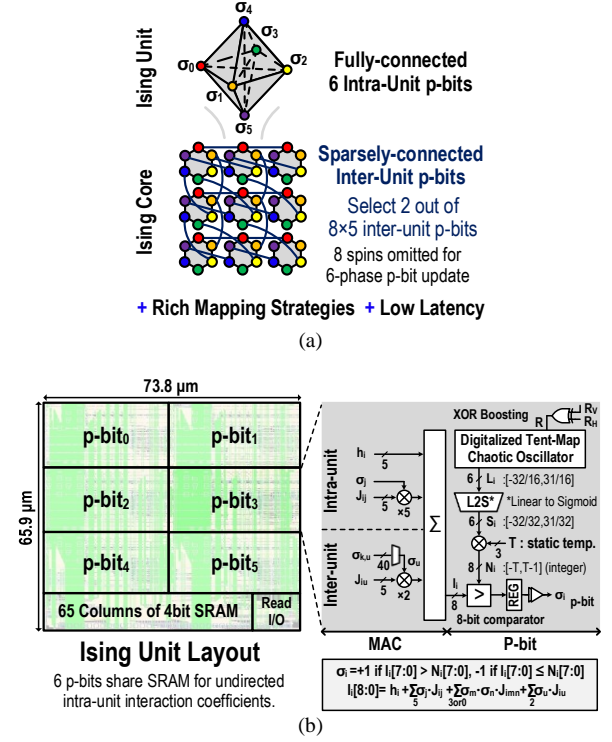 σ4
σ3
σ0
σ2
σ1
σ5
Ising Unit
Fully-connected
6 Intra-Unit p-bits
Ising Core
Sparsely-connected
Inter-Unit p-bits
Select 2 out of
8×5 inter-unit p-bits
8 spins omitted for
6-phase p-bit update
+ Rich Mapping Strategies + Low Latency
(a)
73.8 μm
65.9 μm
p-bit0
p-bit1
p-bit2
p-bit3
p-bit4
p-bit5
65 Columns of 4bit SRAM
Read
I/O
Ising Unit Layout
6 p-bits share SRAM for undirected
intra-unit interaction coefficients.
Intra-unit
hi
5
σj
Jij
5
×5
Inter-unit
σk,u
40
σu
Jiu
5
×2
Σ
XOR Boosting
R
RV
RH
Digitalized Tent-Map
Chaotic Oscillator
6 Li :[-32/16,31/16]
L2S* *Linear to Sigmoid
6 Si :[-32/32,31/32]
3 T : static temp.
8 Ni :[-T,T-1] (integer)
Ii
8
>
REG
σi p-bit
8-bit comparator
MAC
P-bit
σi =+1 if Ii[7:0] > Ni[7:0], -1 if Ii[7:0] ≤ Ni[7:0]
Ii[8:0]= hi +Σσj·Jij +Σσm·σn·Jimn+Σσu·Jiu
5 3or0 2
(b)